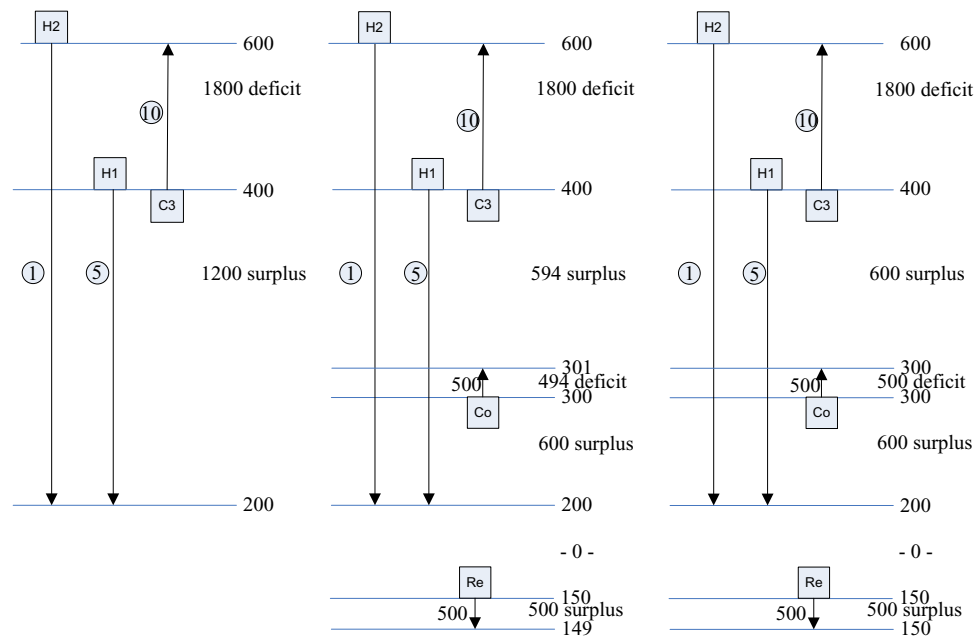 H2
600
1800 deficit
10
H1
400
C3
1 5 1200 surplus
200
H2
600
1800 deficit
10
H1
400
C3
1 5 594 surplus
301
500 494 deficit
300
Co
600 surplus
200
- 0 -
Re
150
500 500 surplus
149
H2
600
1800 deficit
10
H1
400
C3
1 5 600 surplus
300
500 500 deficit
300
Co
600 surplus
200
- 0 -
Re
150
500 500 surplus
150